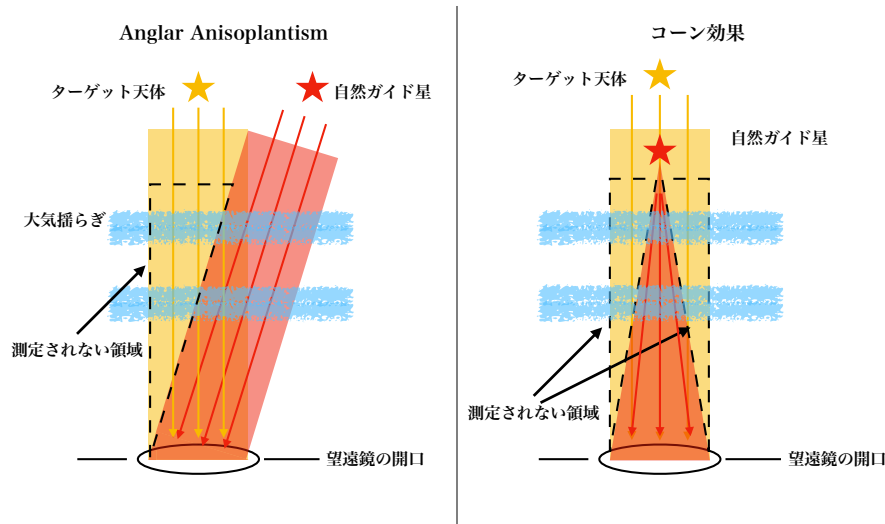 Anglar Anisoplantism
ターゲット天体
自然ガイド星
大気揺らぎ
測定されない領域
望遠鏡の開口
コーン効果
ターゲット天体
自然ガイド星
測定されない領域
望遠鏡の開口